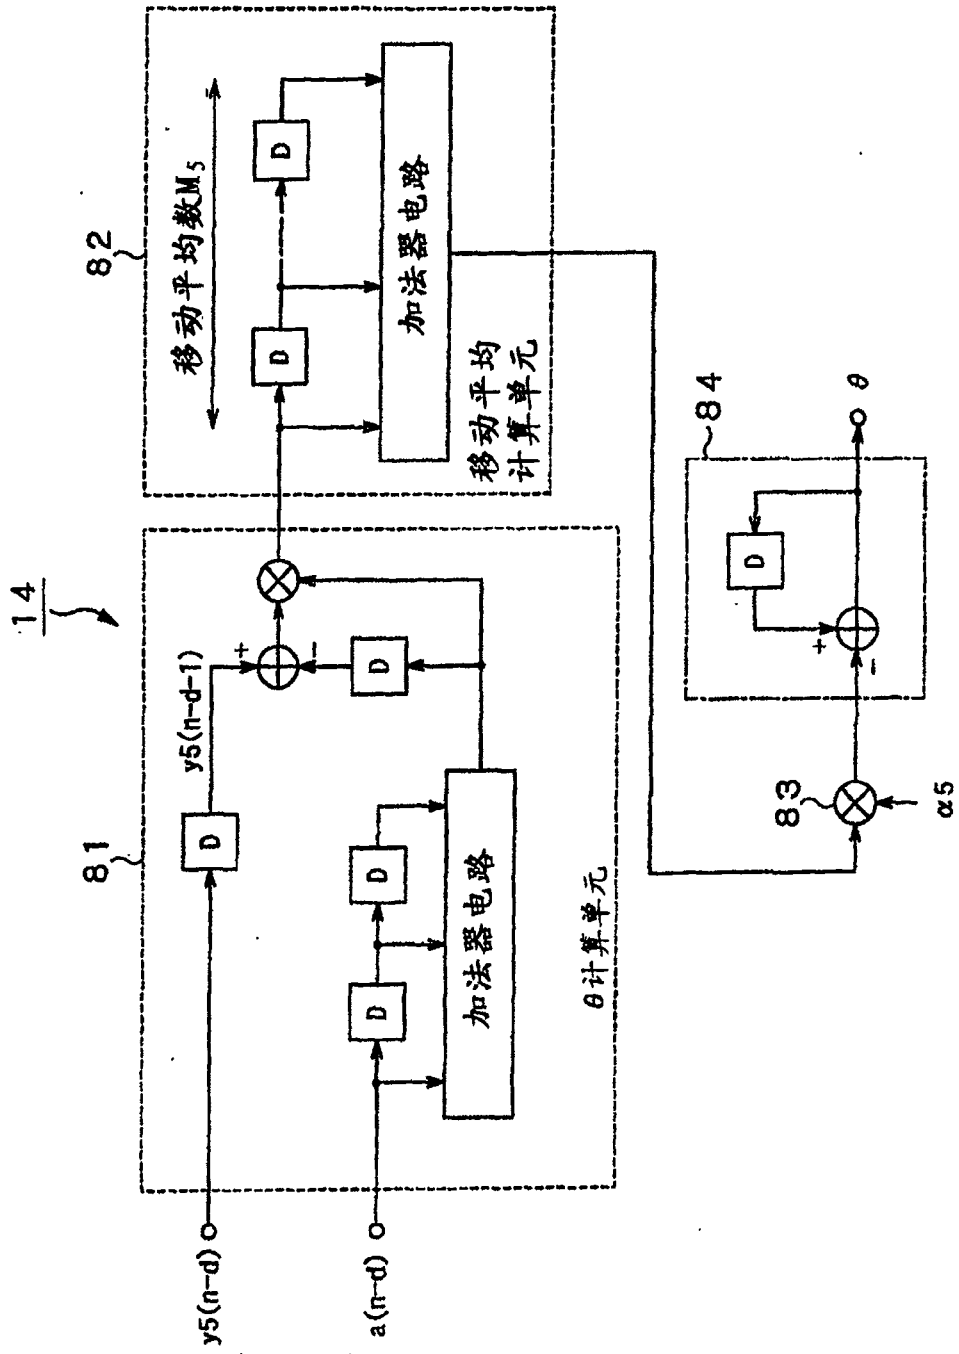 14
81
82
y5(n-d)
D
y5(n-d-1)
+
−
D
a(n-d)
D
D
加法器电路
θ计算单元
移动平均数M5
D
D
加法器电路
移动平均
计算单元
83
α5
84
D
+
−
θ